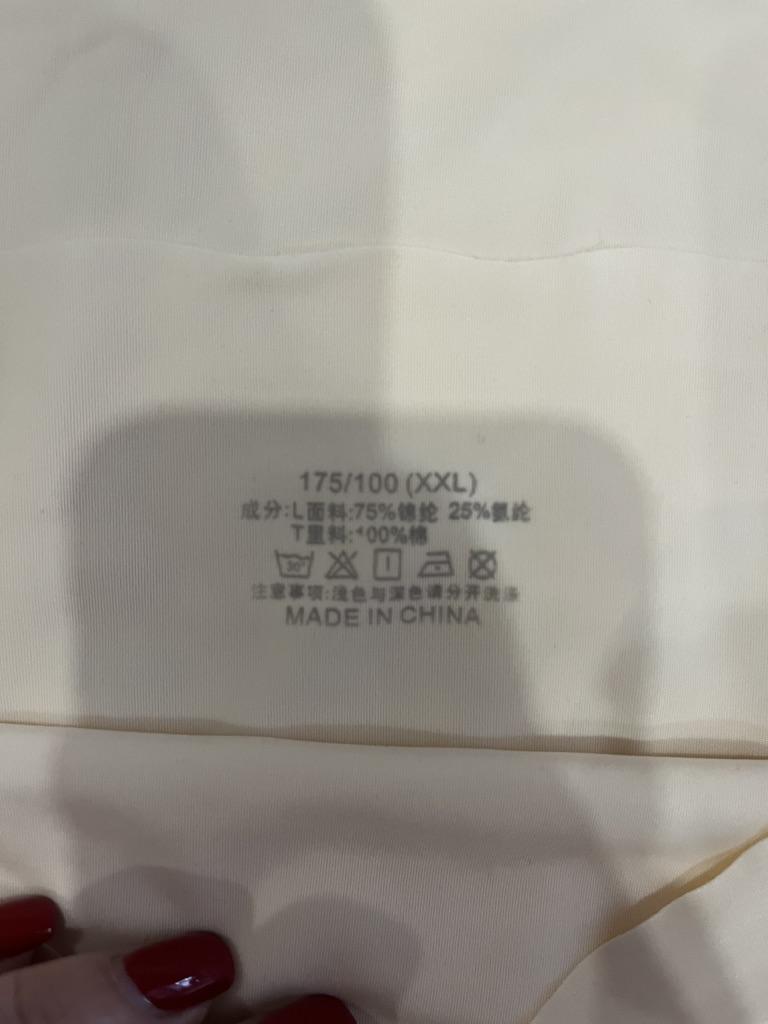 175/100 (XXL)
成分:L面料:75%锦纶 25%氨纶
T里料:100%棉
30°
注意事项:浅色与深色请分开洗涤
MADE IN CHINA